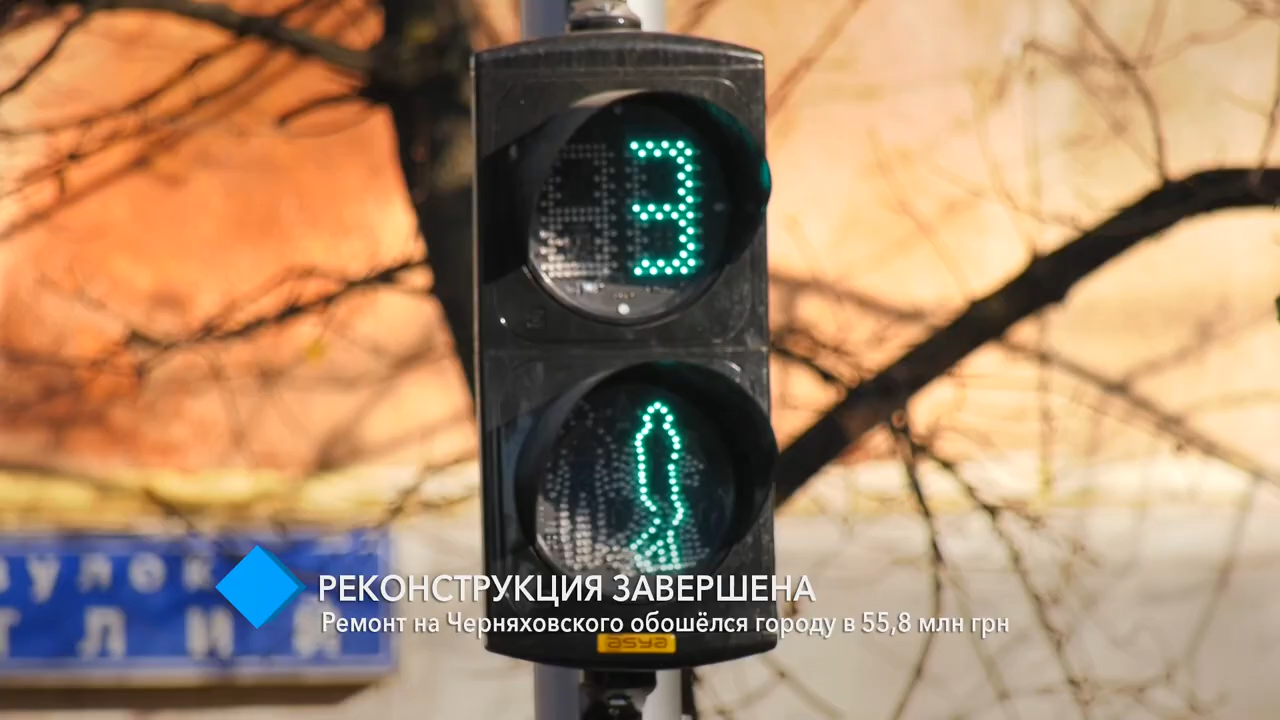 3
РЕКОНСТРУКЦИЯ ЗАВЕРШЕНА
Ремонт на Черняховского обошёлся городу в 55,8 млн грн
asya